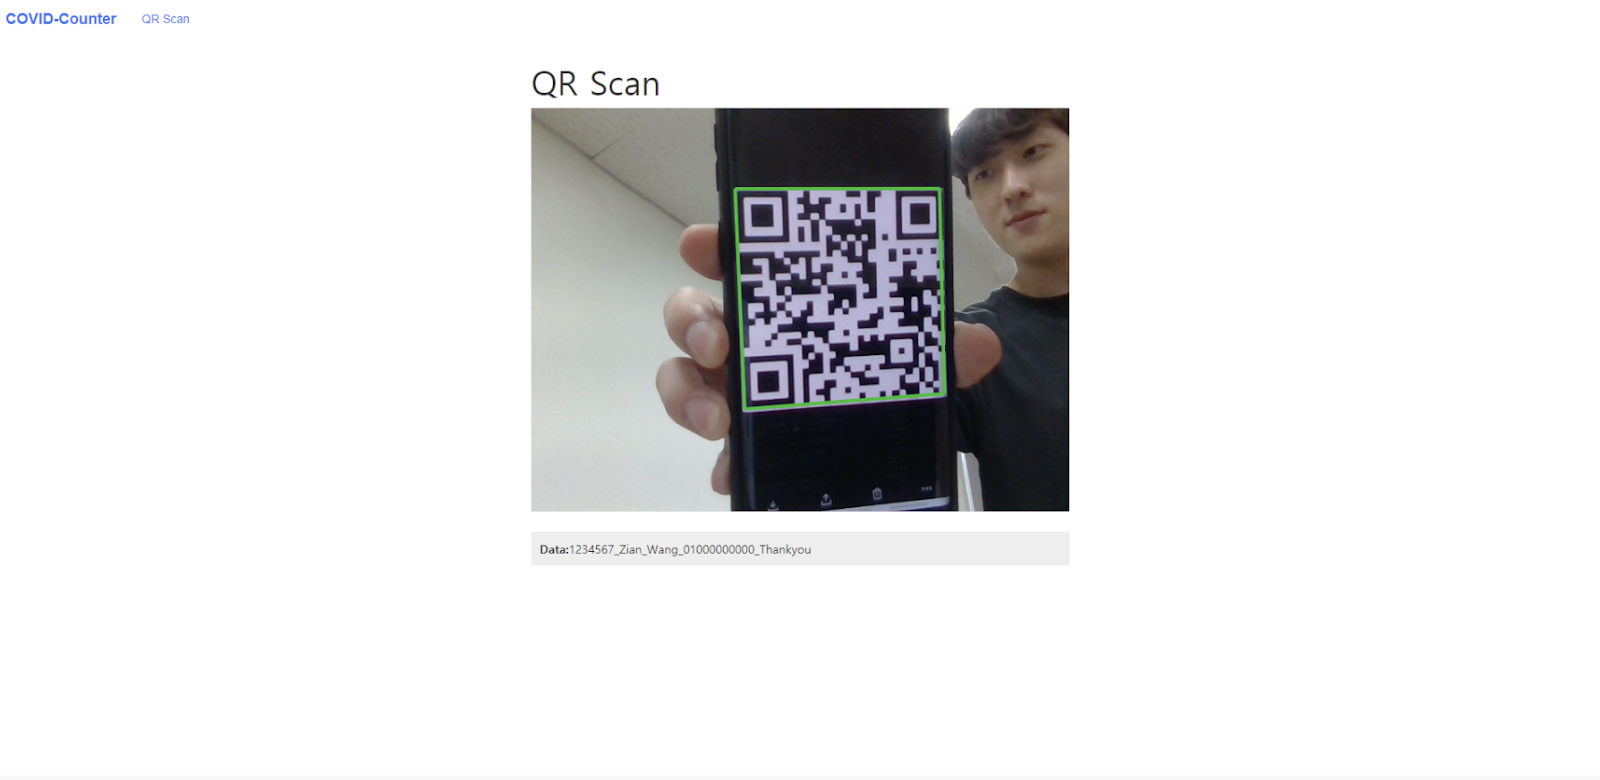 COVID-Counter QR Scan
QR Scan
Data:1234567_Zian_Wang_01000000000_Thankyou